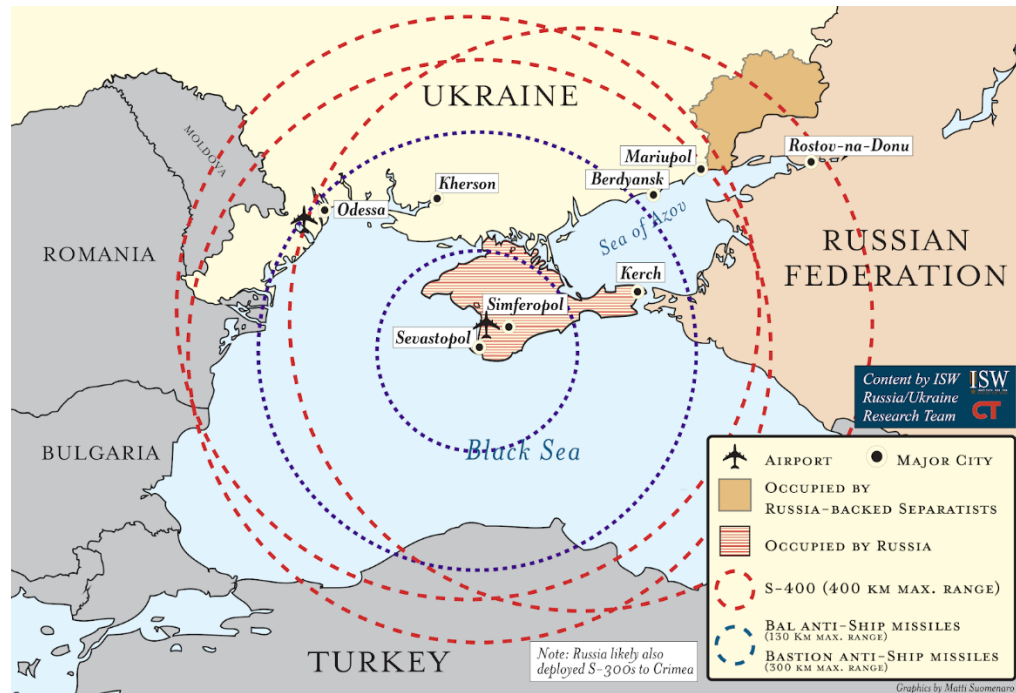 UKRAINE
MOLDOVA
Rostov-na-Donu
Mariupol
Berdyansk
Kherson
Odessa
Sea of Azov
ROMANIA
RUSSIAN
FEDERATION
Kerch
Simferopol
Sevastopol
Content by ISW
Russia/Ukraine
Research Team
ISW
CT
BULGARIA
Black Sea
AIRPORT
MAJOR CITY
OCCUPIED BY
RUSSIA-BACKED SEPARATISTS
OCCUPIED BY RUSSIA
S-400 (400 KM MAX. RANGE)
BAL ANTI-SHIP MISSILES
(130 KM MAX. RANGE)
BASTION ANTI-SHIP MISSILES
(300 KM MAX. RANGE)
Note: Russia likely also
deployed S-300s to Crimea
TURKEY
Graphics by Matti Suomenaro